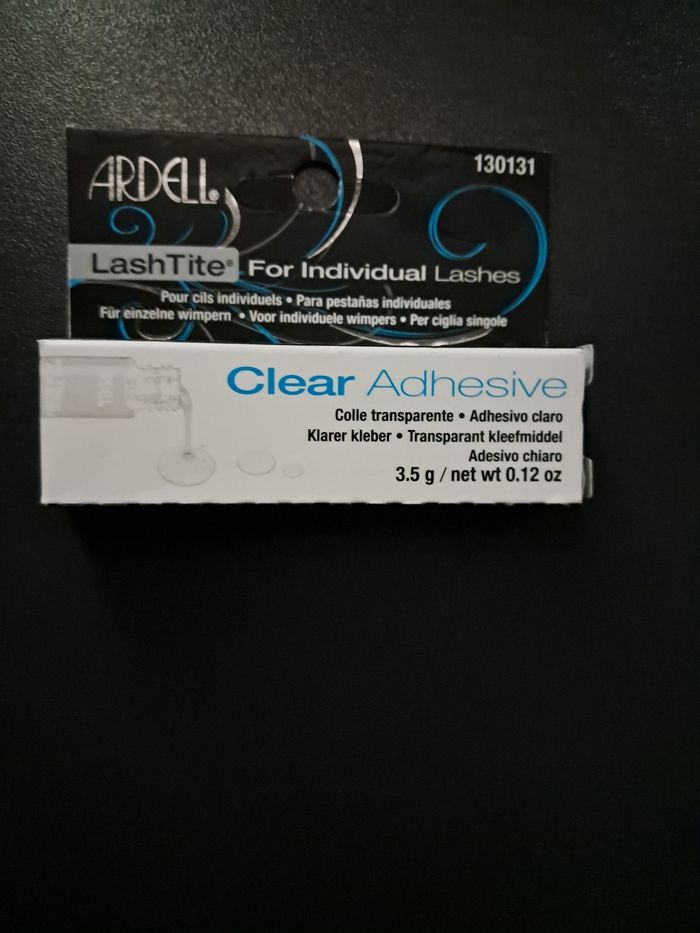 ARDELL®
130131
LashTite® For Individual Lashes
Pour cils individuels • Para pestañas individuales
Für einzelne wimpern • Voor individuele wimpers • Per ciglia singole
Clear Adhesive
Colle transparente • Adhesivo claro
Klarer kleber • Transparant kleefmiddel
Adesivo chiaro
3.5 g / net wt 0.12 oz